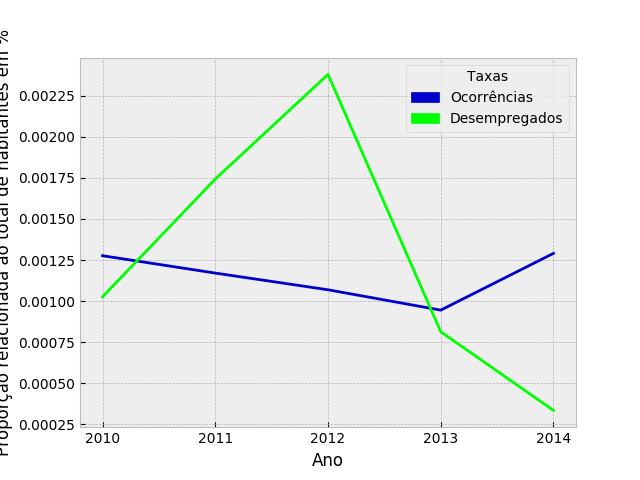 Proporção relacionada ao total de habitantes em %
Taxas
Ocorrências
Desempregados
0.00225
0.00200
0.00175
0.00150
0.00125
0.00100
0.00075
0.00050
0.00025
2010 2011 2012 2013 2014
Ano